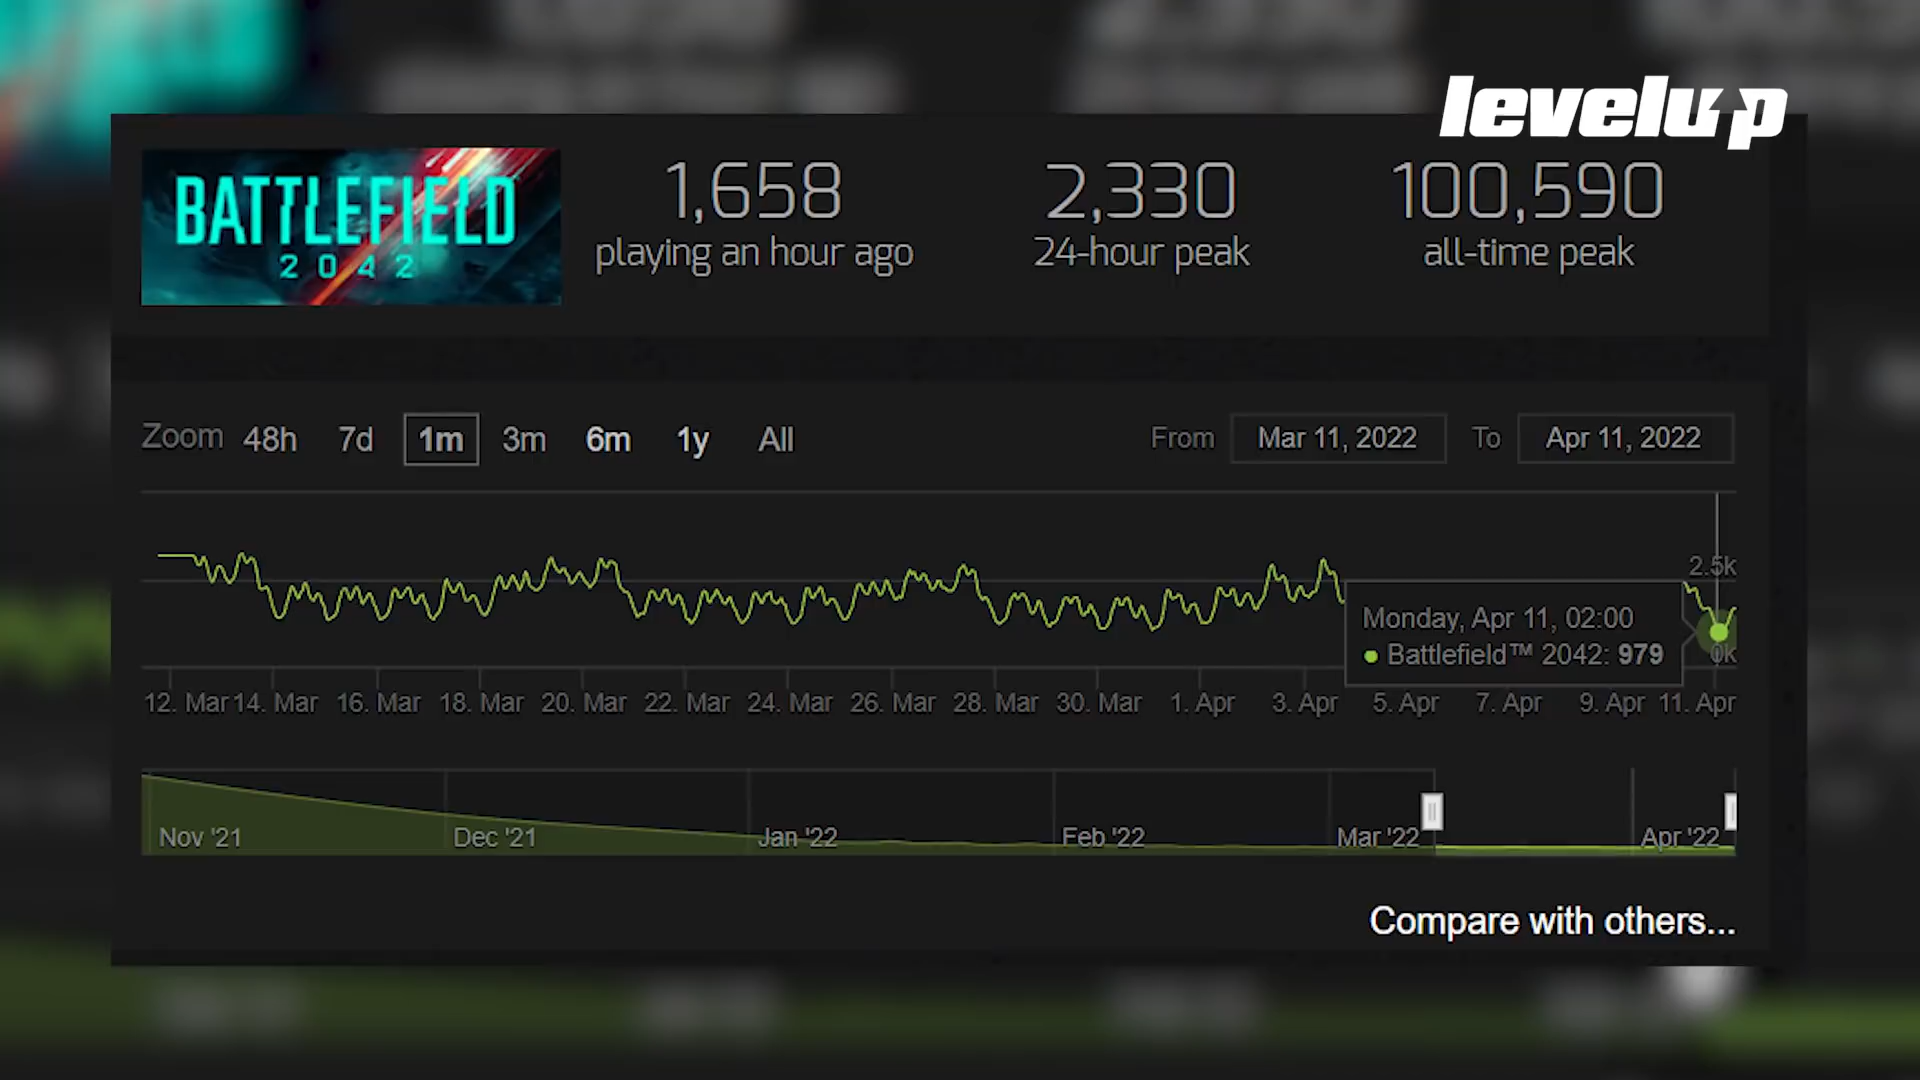 levelup
BATTLEFIELD
2042
1,658
playing an hour ago
2,330
24-hour peak
100,590
all-time peak
Zoom 48h 7d 1m 3m 6m 1y All
From Mar 11, 2022 To Apr 11, 2022
2.5k
Monday, Apr 11, 02:00
Battlefield™ 2042: 979
0k
12. Mar 14. Mar 16. Mar 18. Mar 20. Mar 22. Mar 24. Mar 26. Mar 28. Mar 30. Mar 1. Apr 3. Apr 5. Apr 7. Apr 9. Apr 11. Apr
Nov '21 Dec '21 Jan '22 Feb '22 Mar '22 Apr '22
Compare with others...